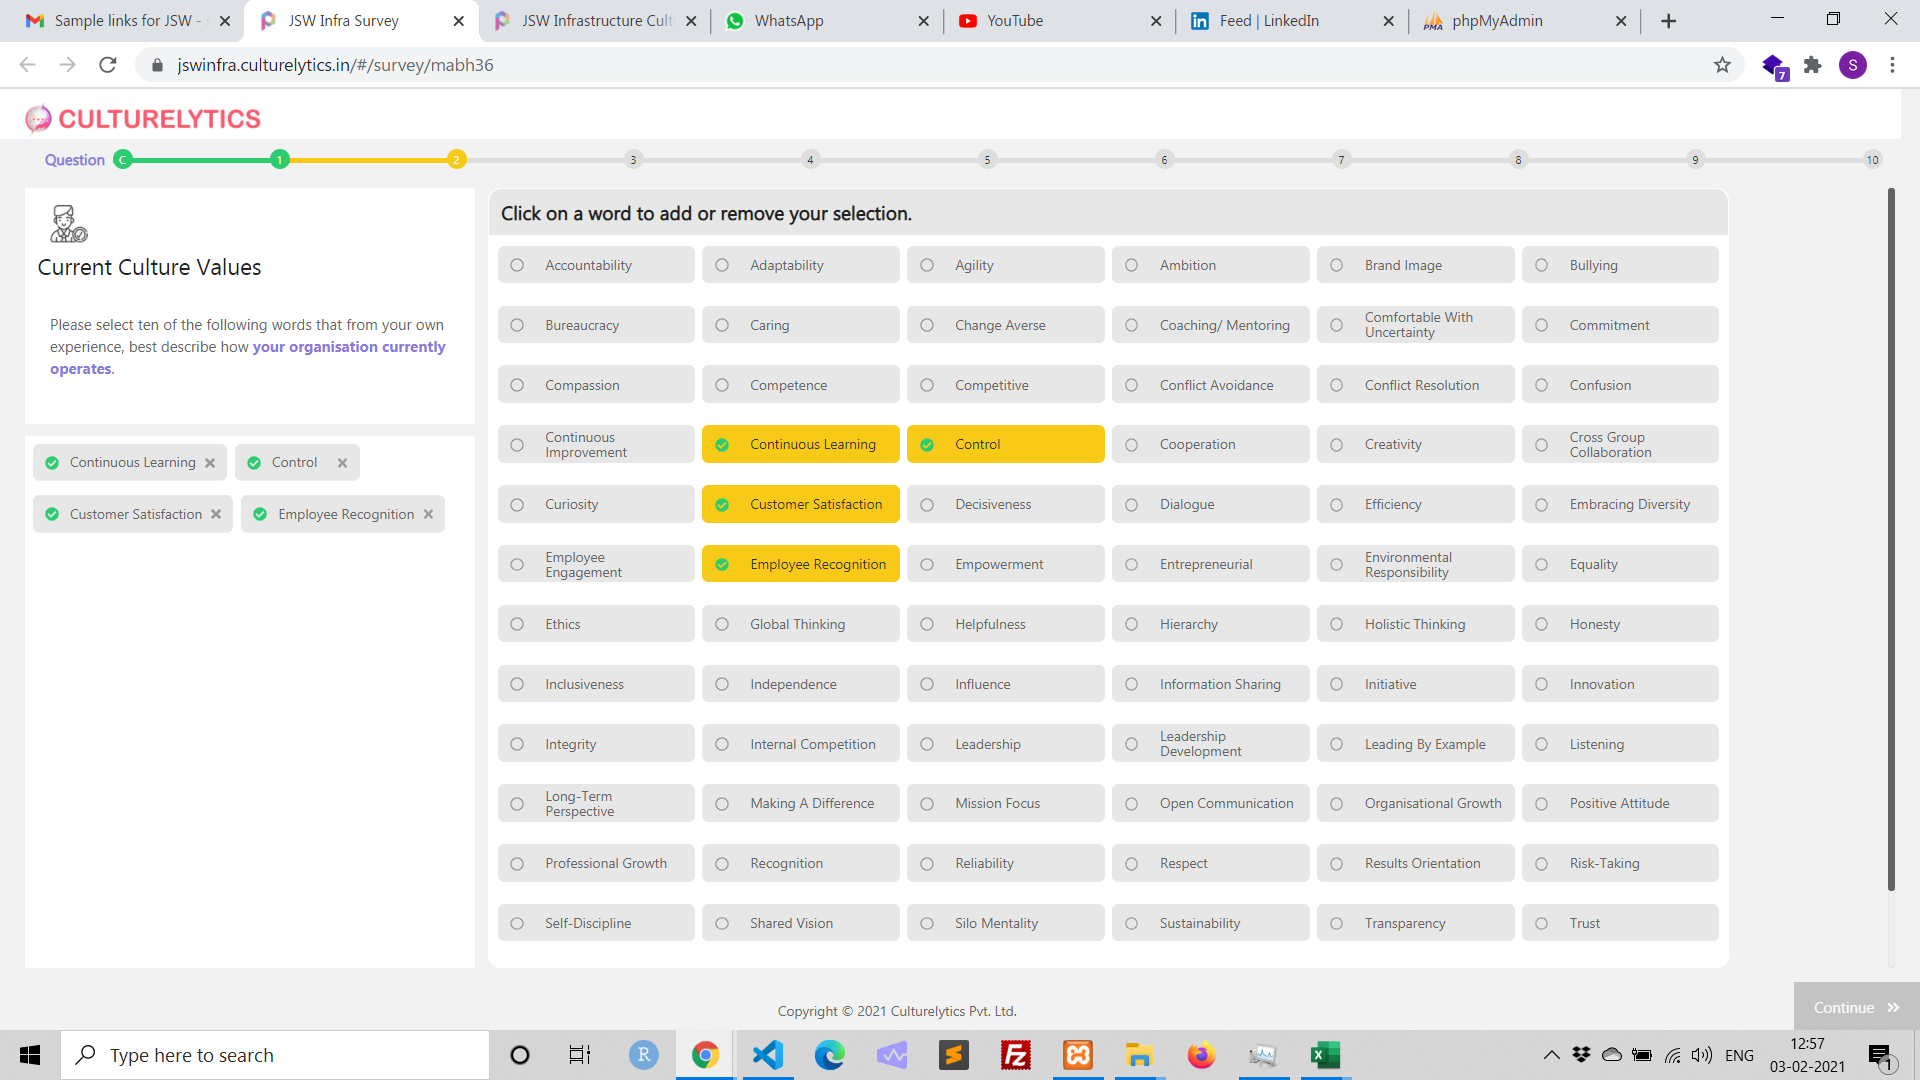 Sample links for JSW -
JSW Infra Survey
JSW Infrastructure Cult
WhatsApp
YouTube
Feed | LinkedIn
phpMyAdmin
jswinfra.culturelytics.in/#/survey/mabh36
7
S
CULTURELYTICS
Question C 1 2 3 4 5 6 7 8 9 10
Current Culture Values
Please select ten of the following words that from your own
experience, best describe how your organisation currently
operates.
Continuous Learning
Control
Customer Satisfaction
Employee Recognition
Click on a word to add or remove your selection.
Accountability
Adaptability
Agility
Ambition
Brand Image
Bullying
Bureaucracy
Caring
Change Averse
Coaching/ Mentoring
Comfortable With
Uncertainty
Commitment
Compassion
Competence
Competitive
Conflict Avoidance
Conflict Resolution
Confusion
Continuous
Improvement
Continuous Learning
Control
Cooperation
Creativity
Cross Group
Collaboration
Curiosity
Customer Satisfaction
Decisiveness
Dialogue
Efficiency
Embracing Diversity
Employee
Engagement
Employee Recognition
Empowerment
Entrepreneurial
Environmental
Responsibility
Equality
Ethics
Global Thinking
Helpfulness
Hierarchy
Holistic Thinking
Honesty
Inclusiveness
Independence
Influence
Information Sharing
Initiative
Innovation
Integrity
Internal Competition
Leadership
Leadership
Development
Leading By Example
Listening
Long-Term
Perspective
Making A Difference
Mission Focus
Open Communication
Organisational Growth
Positive Attitude
Professional Growth
Recognition
Reliability
Respect
Results Orientation
Risk-Taking
Self-Discipline
Shared Vision
Silo Mentality
Sustainability
Transparency
Trust
Continue
Copyright © 2021 Culturelytics Pvt. Ltd.
Type here to search
ENG
12:57
03-02-2021
1